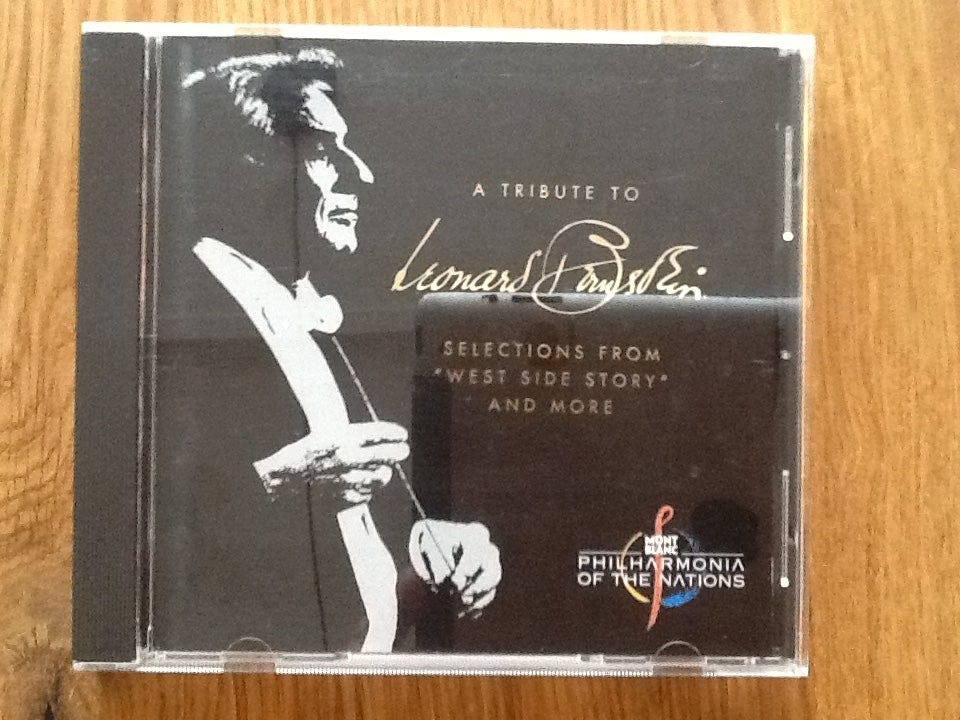 A TRIBUTE TO
Leonard Bernstein
SELECTIONS FROM
"WEST SIDE STORY"
AND MORE
MONT
BLANC
PHILHARMONIA
OF THE NATIONS